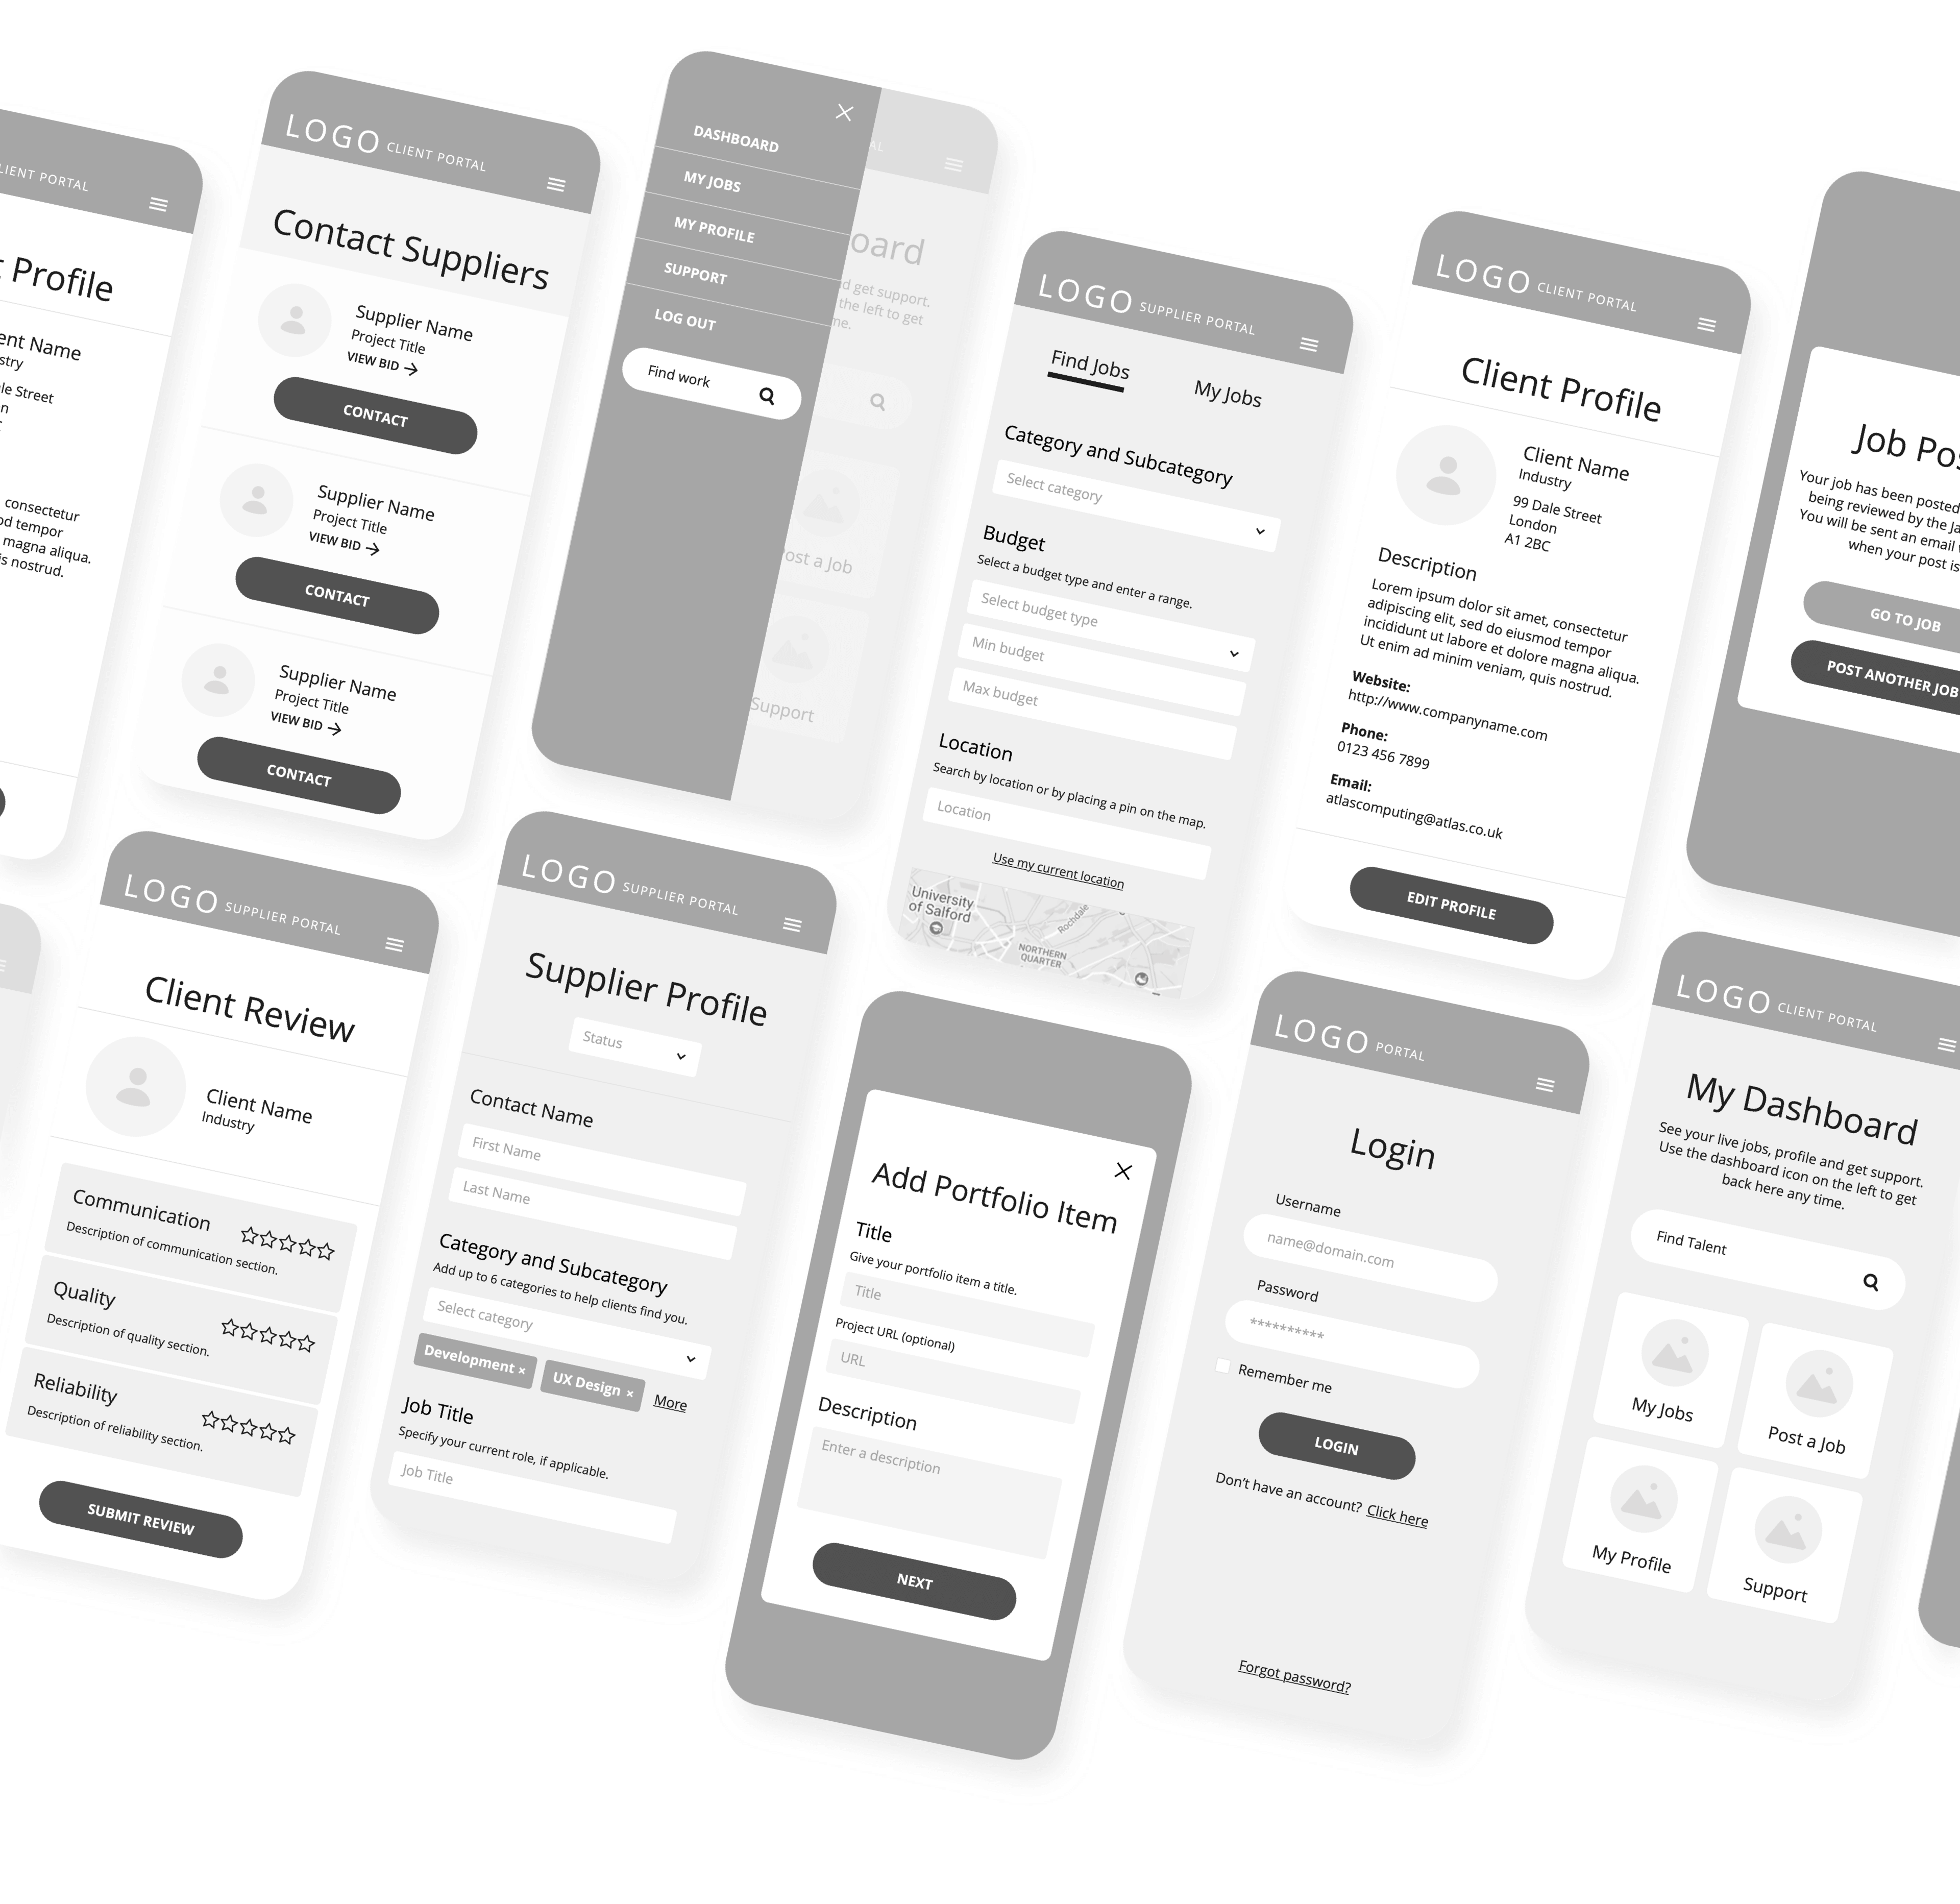 CLIENT PORTAL
Profile
Name
Street
consectetur
tempor
magna aliqua.
nostrud.
LOGO CLIENT PORTAL
Contact Suppliers
Supplier Name
Project Title
VIEW BID →
CONTACT
Supplier Name
Project Title
VIEW BID →
CONTACT
Supplier Name
Project Title
VIEW BID →
CONTACT
DASHBOARD
MY JOBS
MY PROFILE
SUPPORT
LOG OUT
Find work
oard
d get support.
the left to get
me.
ost a Job
Support
LOGO SUPPLIER PORTAL
Find Jobs
My Jobs
Category and Subcategory
Select category
Budget
Select a budget type and enter a range.
Select budget type
Min budget
Max budget
Location
Search by location or by placing a pin on the map.
Location
Use my current location
University
of Salford
Rochdale
NORTHERN
QUARTER
LOGO CLIENT PORTAL
Client Profile
Client Name
Industry
99 Dale Street
London
A1 2BC
Description
Lorem ipsum dolor sit amet, consectetur
adipiscing elit, sed do eiusmod tempor
incididunt ut labore et dolore magna aliqua.
Ut enim ad minim veniam, quis nostrud.
Website:
http://www.companyname.com
Phone:
0123 456 7899
Email:
atlascomputing@atlas.co.uk
EDIT PROFILE
Job Pos
Your job has been posted
being reviewed by the Ja
You will be sent an email
when your post is
GO TO JOB
POST ANOTHER JOB
LOGO SUPPLIER PORTAL
Client Review
Client Name
Industry
Communication
Description of communication section.
Quality
Description of quality section.
Reliability
Description of reliability section.
SUBMIT REVIEW
LOGO SUPPLIER PORTAL
Supplier Profile
Status
Contact Name
First Name
Last Name
Category and Subcategory
Add up to 6 categories to help clients find you.
Select category
Development × UX Design × More
Job Title
Specify your current role, if applicable.
Job Title
Add Portfolio Item
Title
Give your portfolio item a title.
Title
Project URL (optional)
URL
Description
Enter a description
NEXT
LOGO PORTAL
Login
Username
name@domain.com
Password
**********
Remember me
LOGIN
Don't have an account? Click here
Forgot password?
LOGO CLIENT PORTAL
My Dashboard
See your live jobs, profile and get support.
Use the dashboard icon on the left to get
back here any time.
Find Talent
My Jobs
Post a Job
My Profile
Support